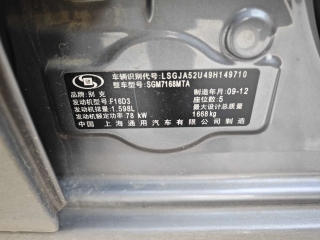 车辆识别代号: LSGJA52U49H149710
整车型号: SGM7168MTA
品牌: 别克 制造年月: 09-12
发动机型号: F16D3 座位数: 5
发动机排量: 1.598L 最大设计总质量
发动机额定功率: 78 kW 1668kg
中国 上海通用汽车有限公司制造